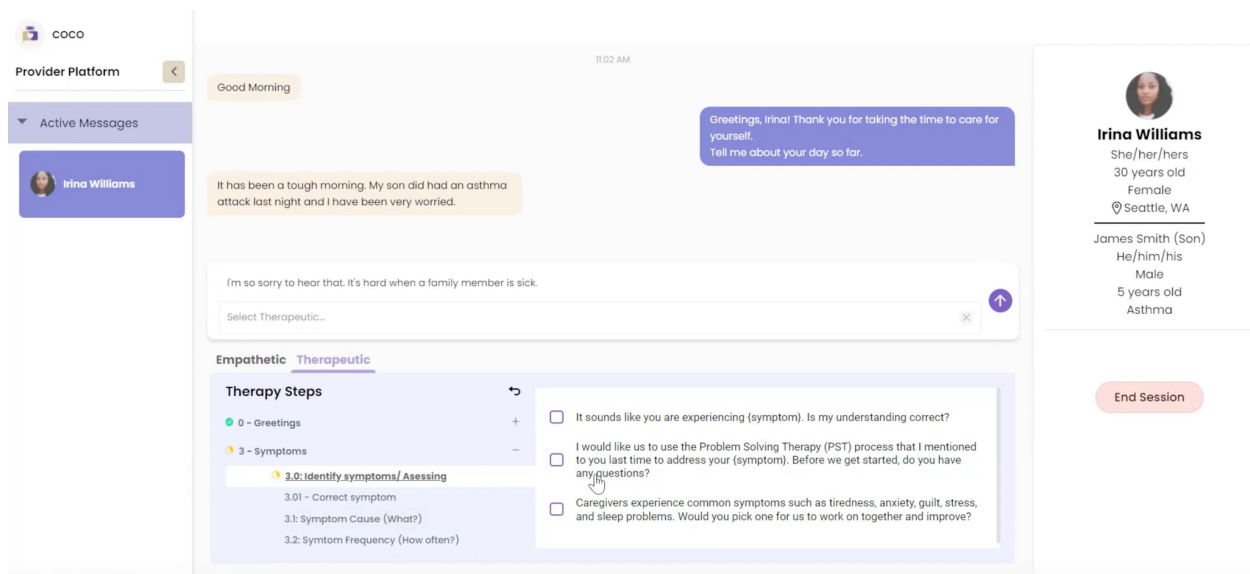 coco
Provider Platform
Active Messages
Irina Williams
11:02 AM
Good Morning
Greetings, Irina! Thank you for taking the time to care for
yourself.
Tell me about your day so far.
It has been a tough morning. My son did had an asthma
attack last night and I have been very worried.
I'm so sorry to hear that. It's hard when a family member is sick.
Select Therapeutic...
Empathetic Therapeutic
Therapy Steps
0 - Greetings
3 - Symptoms
3.0: Identify symptoms/ Asessing
3.01 - Correct symptom
3.1: Symptom Cause (What?)
3.2: Symtom Frequency (How often?)
It sounds like you are experiencing {symptom}. Is my understanding correct?
I would like us to use the Problem Solving Therapy (PST) process that I mentioned
to you last time to address your {symptom}. Before we get started, do you have
any questions?
Caregivers experience common symptoms such as tiredness, anxiety, guilt, stress,
and sleep problems. Would you pick one for us to work on together and improve?
Irina Williams
She/her/hers
30 years old
Female
Seattle, WA
James Smith (Son)
He/him/his
Male
5 years old
Asthma
End Session